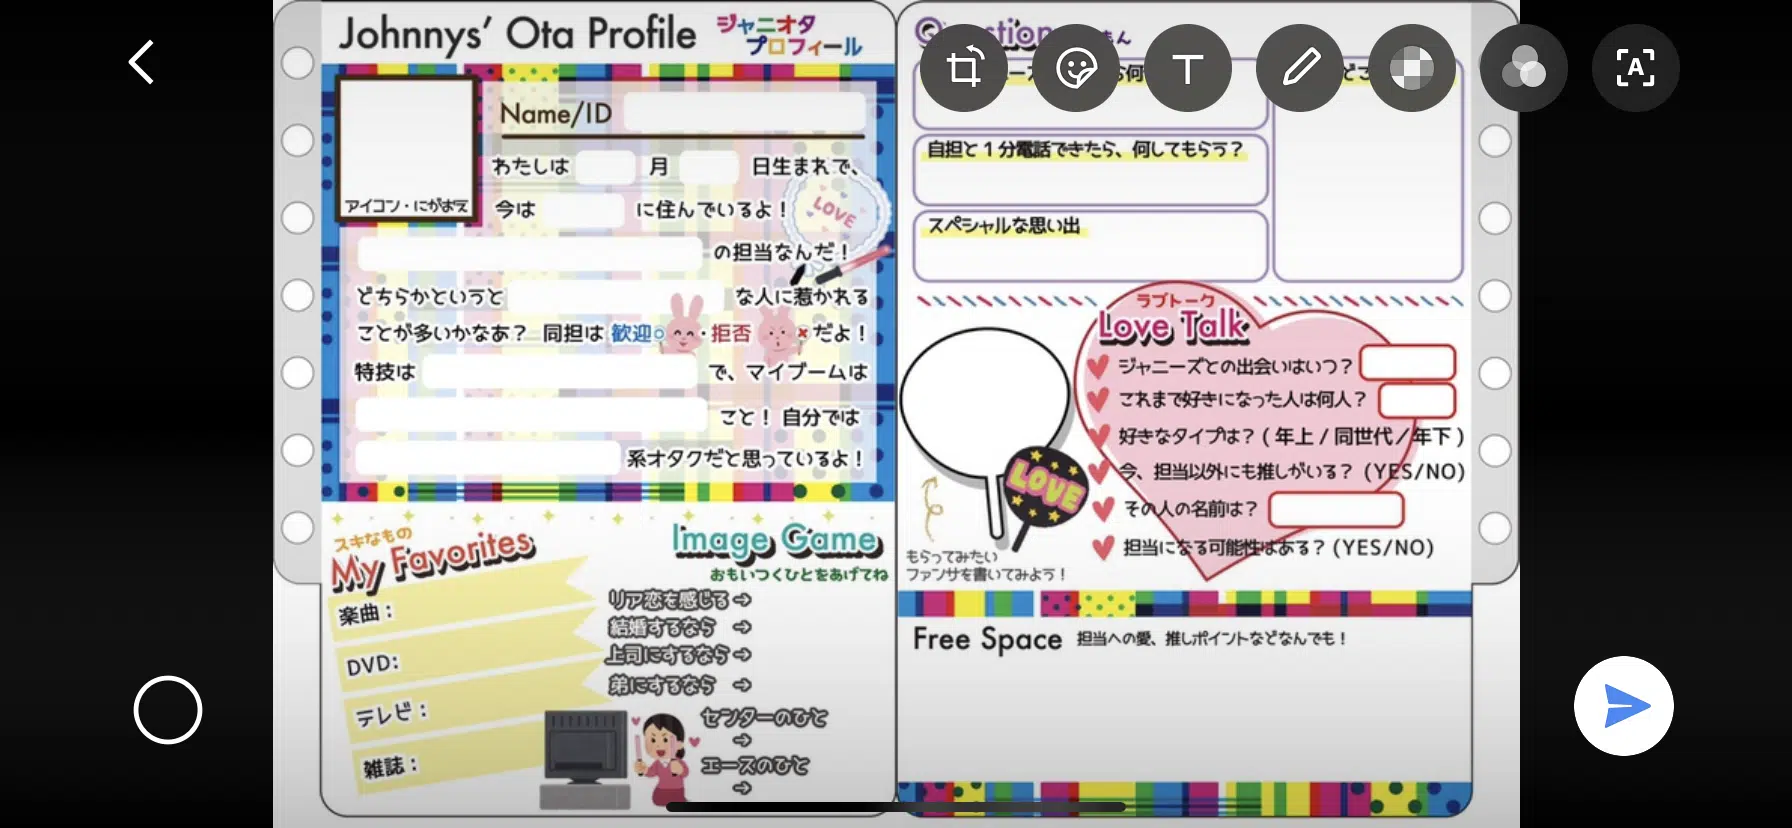 Johnnys' Ota Profile ジャニオタ
プロフィール
Name/ID
アイコン・にがおえ
わたしは 月 日生まれで、
今は に住んでいるよ！
LOVE
の担当なんだ！
どちらかというと な人に惹かれる
ことが多いかなあ？ 同担は 歓迎・拒否 だよ！
特技は で、マイブームは
こと！ 自分では
系オタクだと思っているよ！
スキなもの
My Favorites
楽曲：
DVD:
テレビ：
雑誌：
Image Game
おもいつくひとをあげてね
リア恋を感じる →
結婚するなら →
上司にするなら →
弟にするなら →
センターのひと
→
エースのひと
→
自担と１分電話できたら、何してもらう？
スペシャルな思い出
ラブトーク
Love Talk
ジャニーズとの出会いはいつ？
これまで好きになった人は何人？
好きなタイプは？ ( 年上 / 同世代／年下 )
今、担当以外にも推しがいる？ (YES/NO)
その人の名前は？
担当になる可能性はある？ (YES/NO)
LOVE
もらってみたい
ファンサを書いてみよう！
Free Space 担当への愛、推しポイントなどなんでも！
T
A